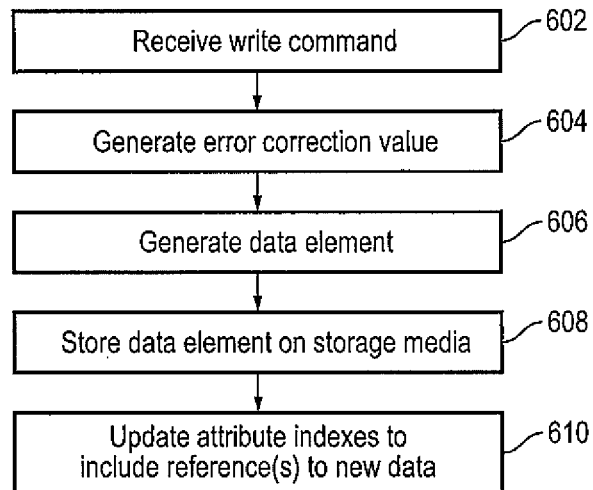 Receive write command
602
Generate error correction value
604
Generate data element
606
Store data element on storage media
608
Update attribute indexes to
include reference(s) to new data
610